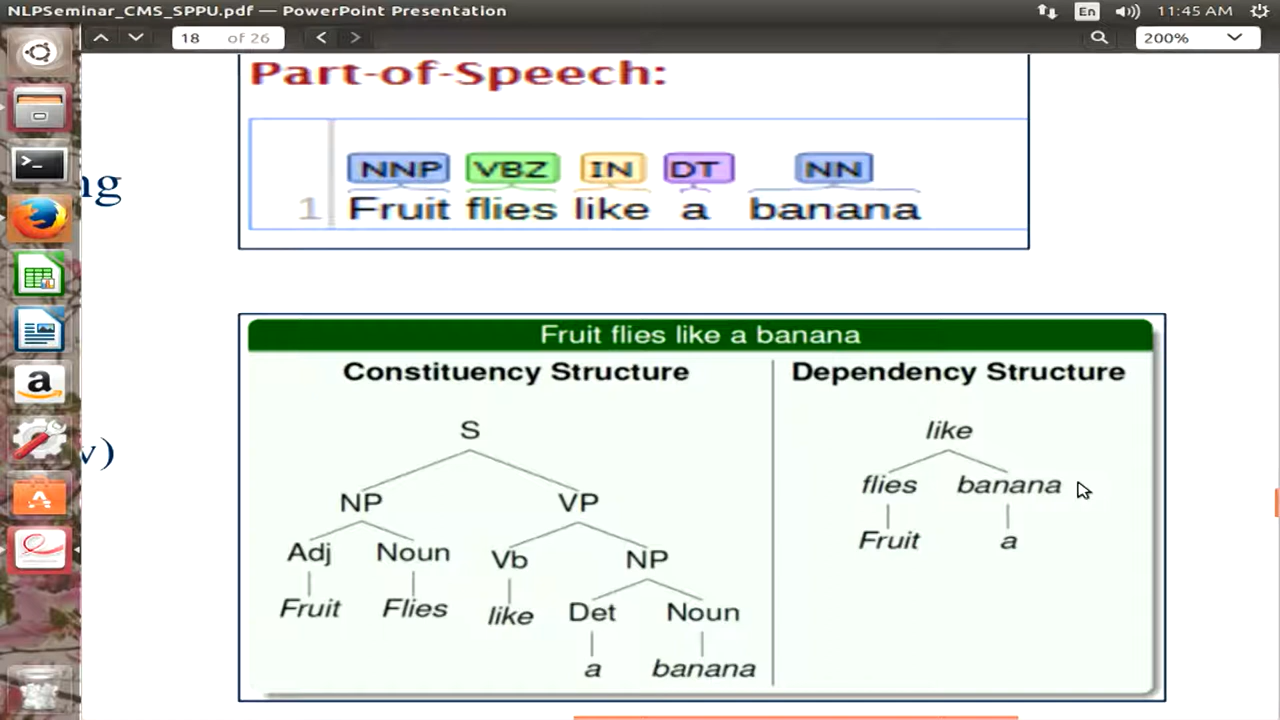 NLPSeminar_CMS_SPPU.pdf — PowerPoint Presentation
En
11:45 AM
18 of 26
200%
Part-of-Speech:
NNP VBZ IN DT NN
1 Fruit flies like a banana
ng
v)
Fruit flies like a banana
Constituency Structure
S
NP VP
Adj Noun Vb NP
Fruit Flies like Det Noun
a banana
Dependency Structure
like
flies banana
Fruit a